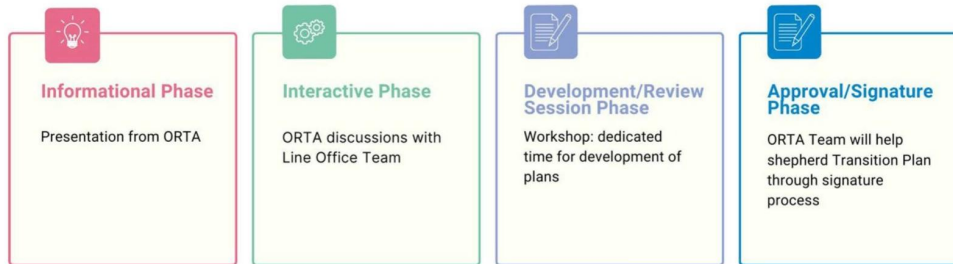 Informational Phase
Presentation from ORTA
Interactive Phase
ORTA discussions with
Line Office Team
Development/Review
Session Phase
Workshop: dedicated
time for development of
plans
Approval/Signature
Phase
ORTA Team will help
shepherd Transition Plan
through signature
process